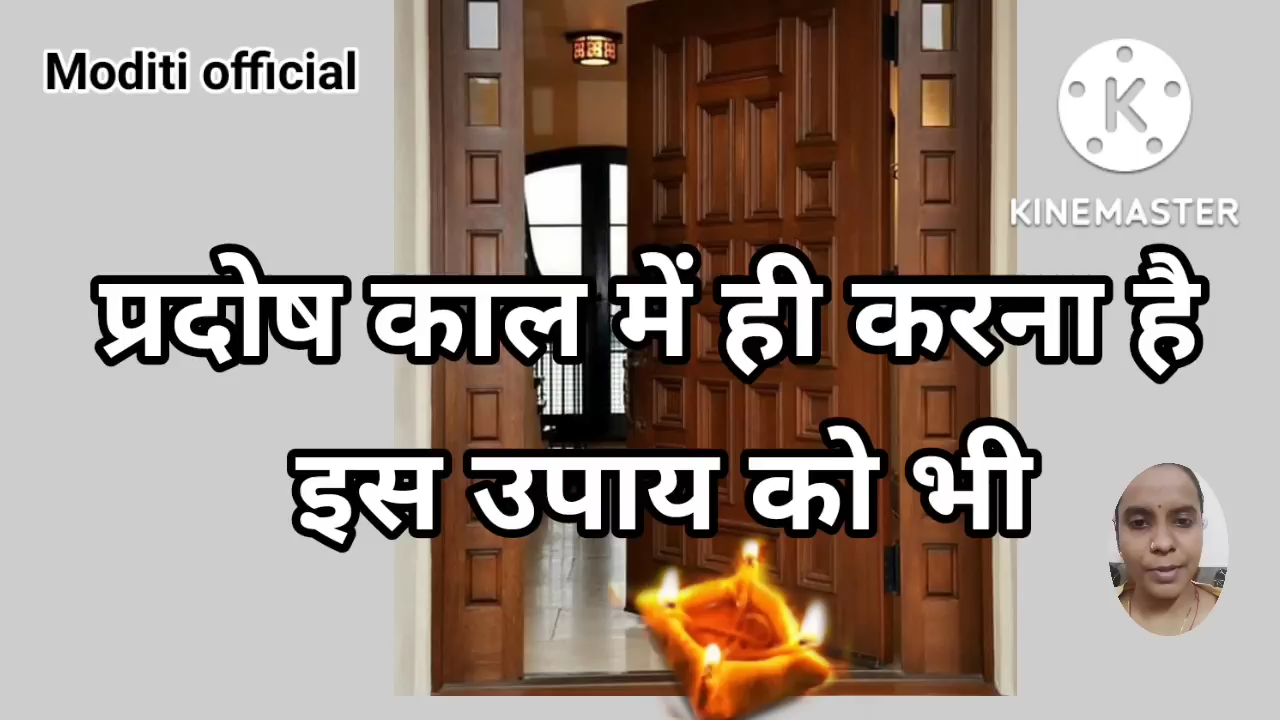 Moditi official
K
KINEMASTER
प्रदोष काल में ही करना है
इस उपाय को भी